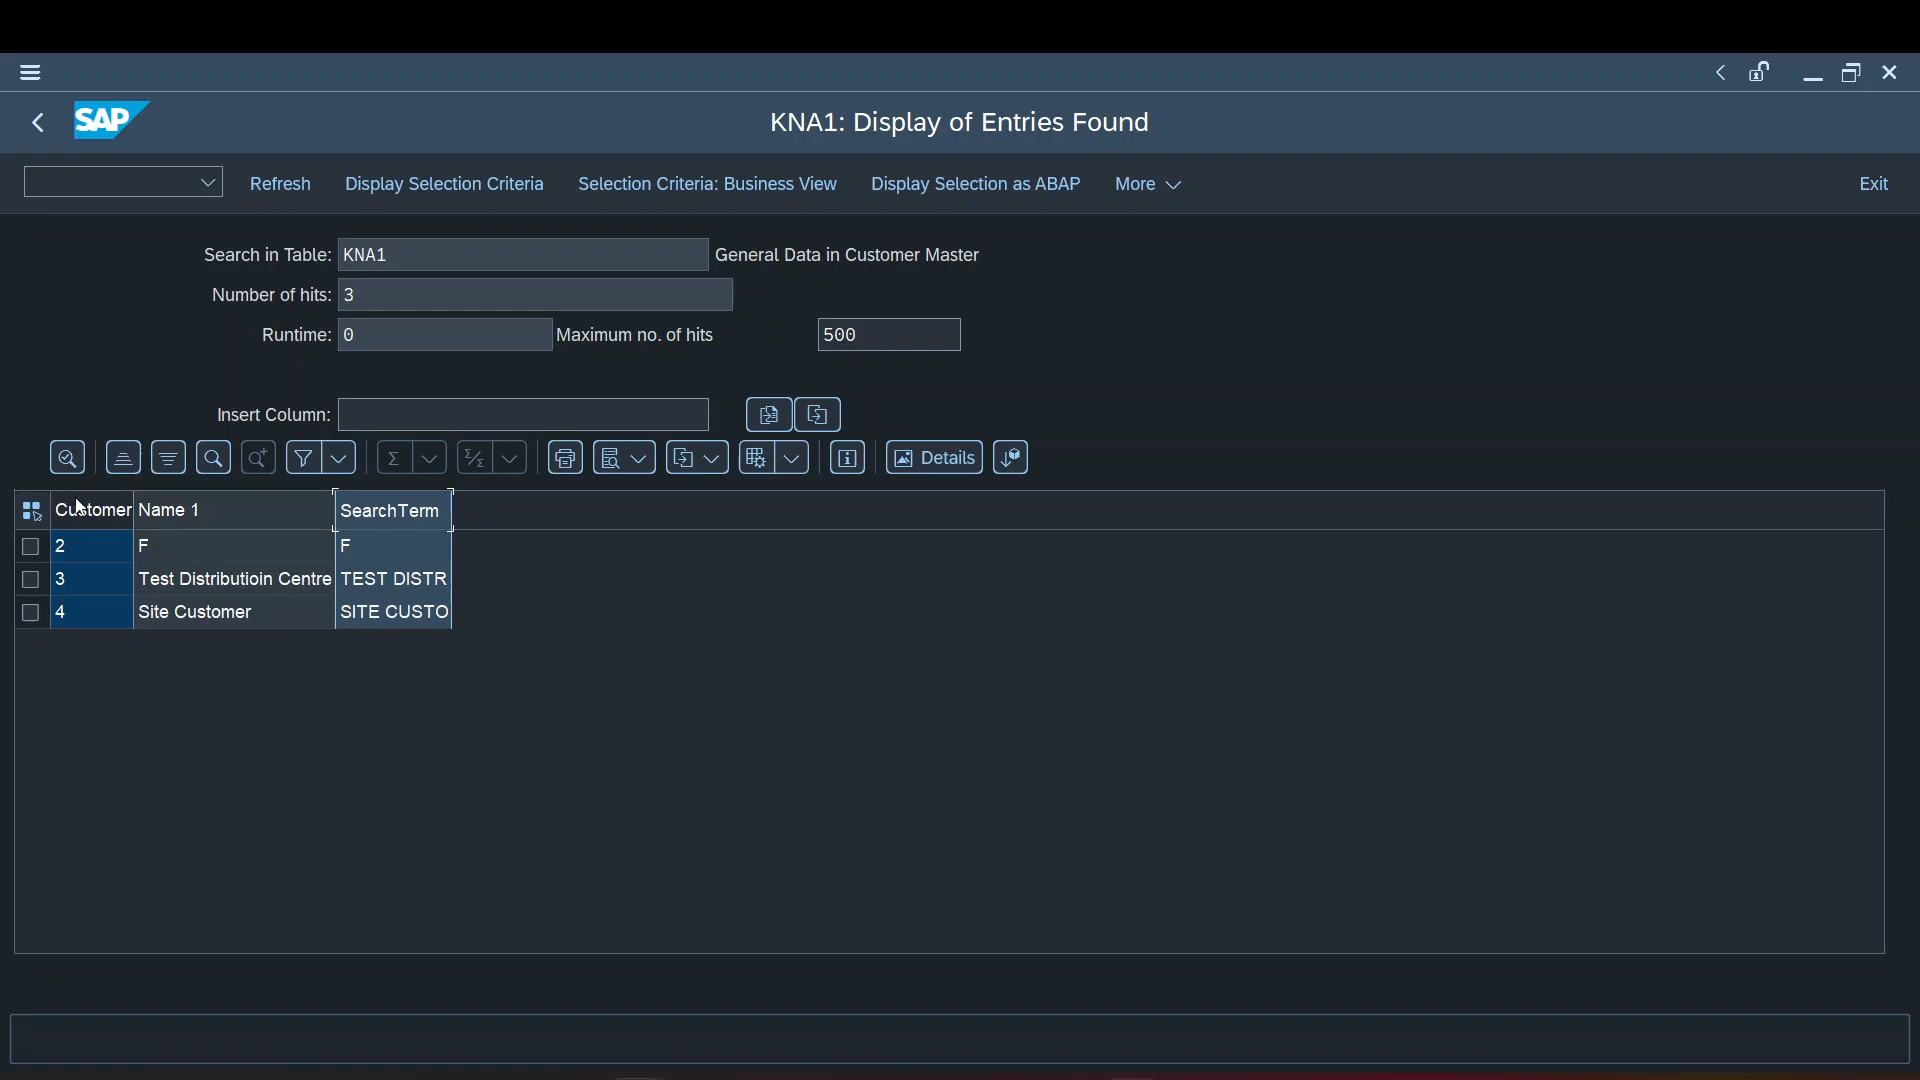 SAP
KNA1: Display of Entries Found
Refresh Display Selection Criteria Selection Criteria: Business View Display Selection as ABAP More Exit
Search in Table: KNA1 General Data in Customer Master
Number of hits: 3
Runtime: 0 Maximum no. of hits 500
Insert Column:
Details
Customer Name 1 SearchTerm
2 F F
3 Test Distributioin Centre TEST DISTR
4 Site Customer SITE CUSTO